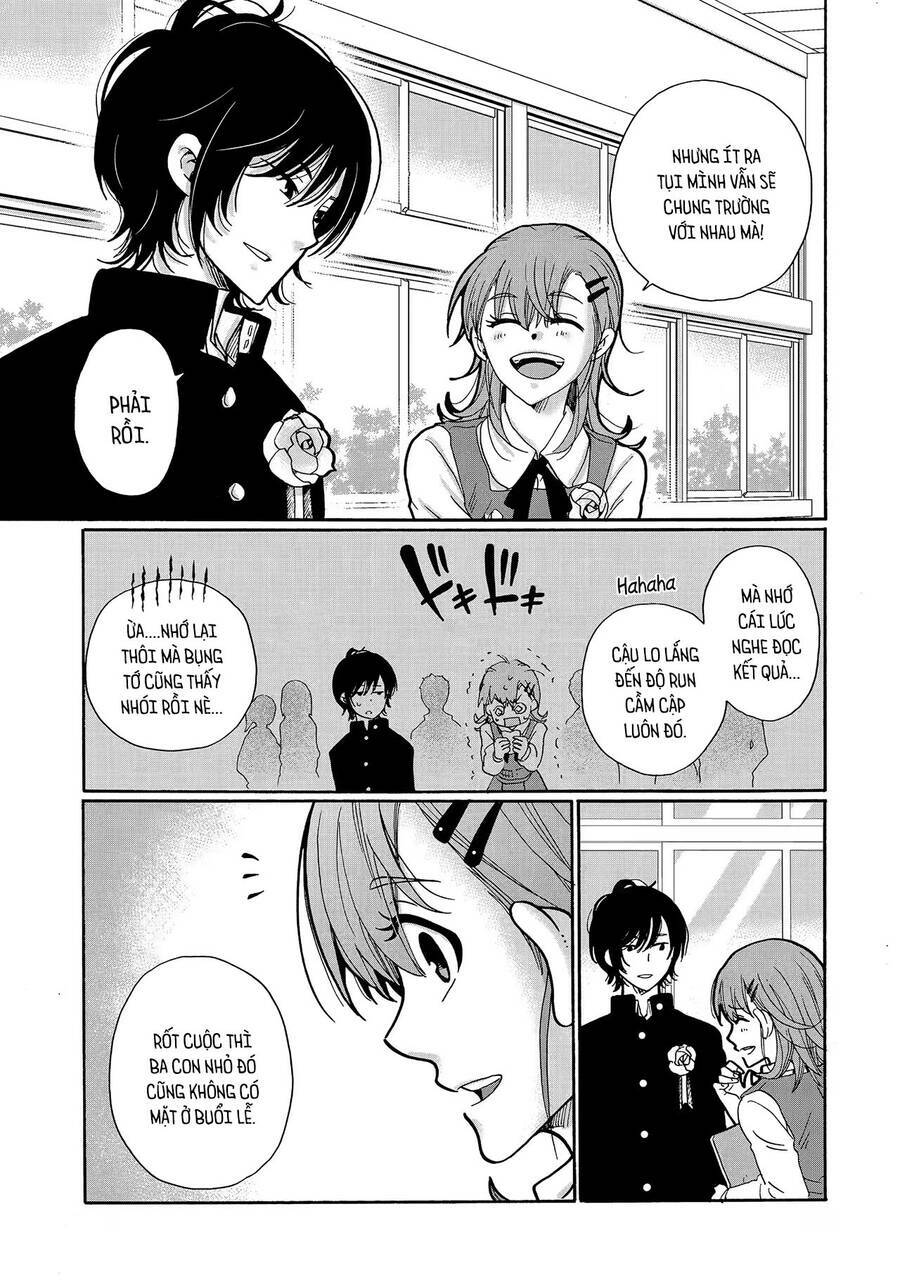 NHƯNG ÍT RA
TỤI MÌNH VẪN SẼ
CHUNG TRƯỜNG
VỚI NHAU MÀ!
PHẢI
RỒI.
MÀ NHỚ
CÁI LÚC
NGHE ĐỌC
KẾT QUẢ...
Hahaha
CẬU LO LẮNG
ĐẾN ĐỘ RUN
CẦM CẬP
LUÔN ĐÓ.
ドキドキ
ỪA....NHỚ LẠI
THÔI MÀ BỤNG
TỚ CŨNG THẤY
NHÓI RỒI NÈ...
RỐT CUỘC THÌ
BA CON NHỎ ĐÓ
CŨNG KHÔNG CÓ
MẶT Ở BUỔI LỄ.